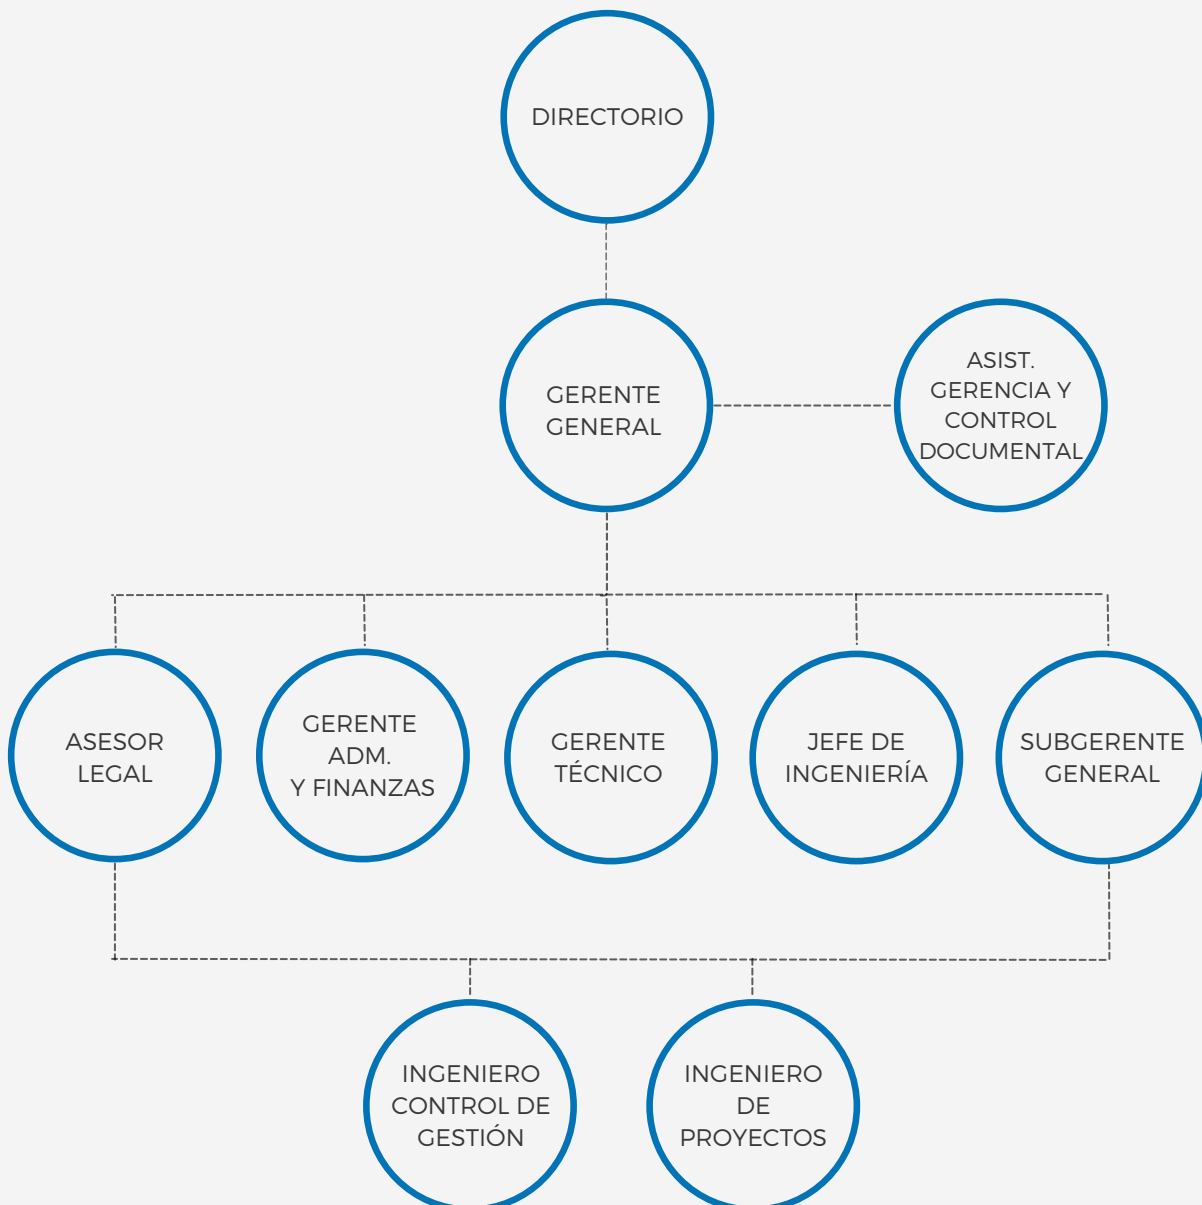 DIRECTORIO
GERENTE
GENERAL
ASIST.
GERENCIA Y
CONTROL
DOCUMENTAL
ASESOR
LEGAL
GERENTE
ADM.
Y FINANZAS
GERENTE
TÉCNICO
JEFE DE
INGENIERÍA
SUBGERENTE
GENERAL
INGENIERO
CONTROL DE
GESTIÓN
INGENIERO
DE
PROYECTOS